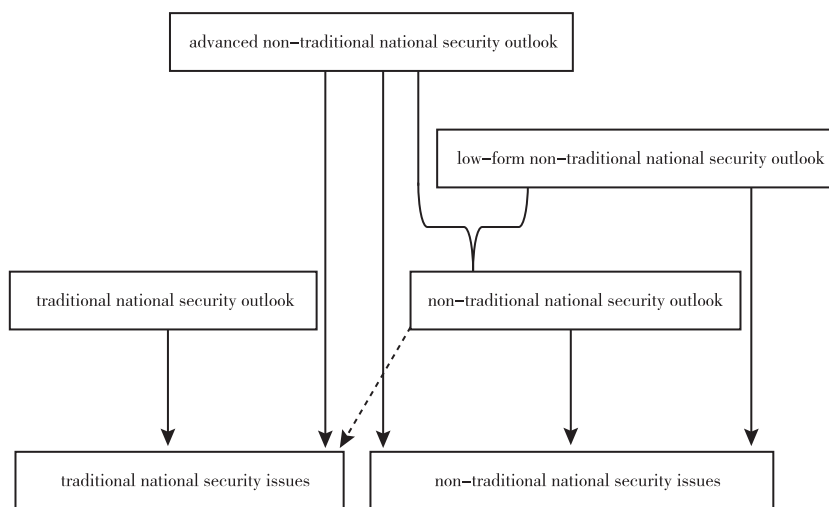 advanced non–traditional national security outlook
low–form non–traditional national security outlook
traditional national security outlook
non–traditional national security outlook
traditional national security issues
non–traditional national security issues